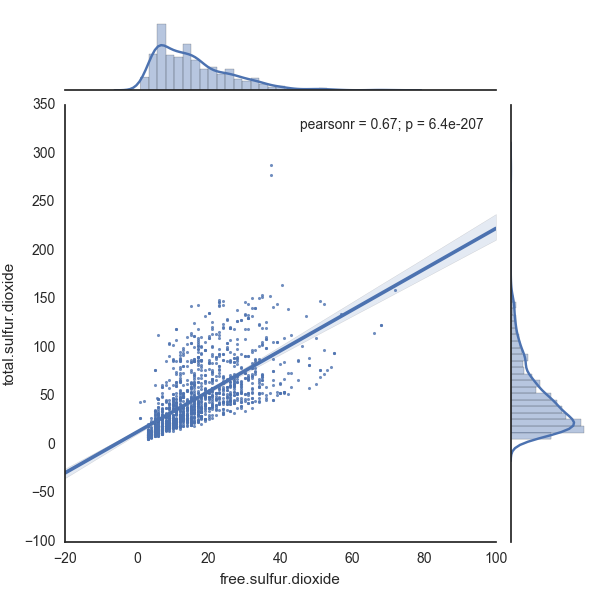 pearsonr = 0.67; p = 6.4e-207
350
300
250
200
150
100
50
0
−50
−100
total.sulfur.dioxide
−20 0 20 40 60 80 100
free.sulfur.dioxide